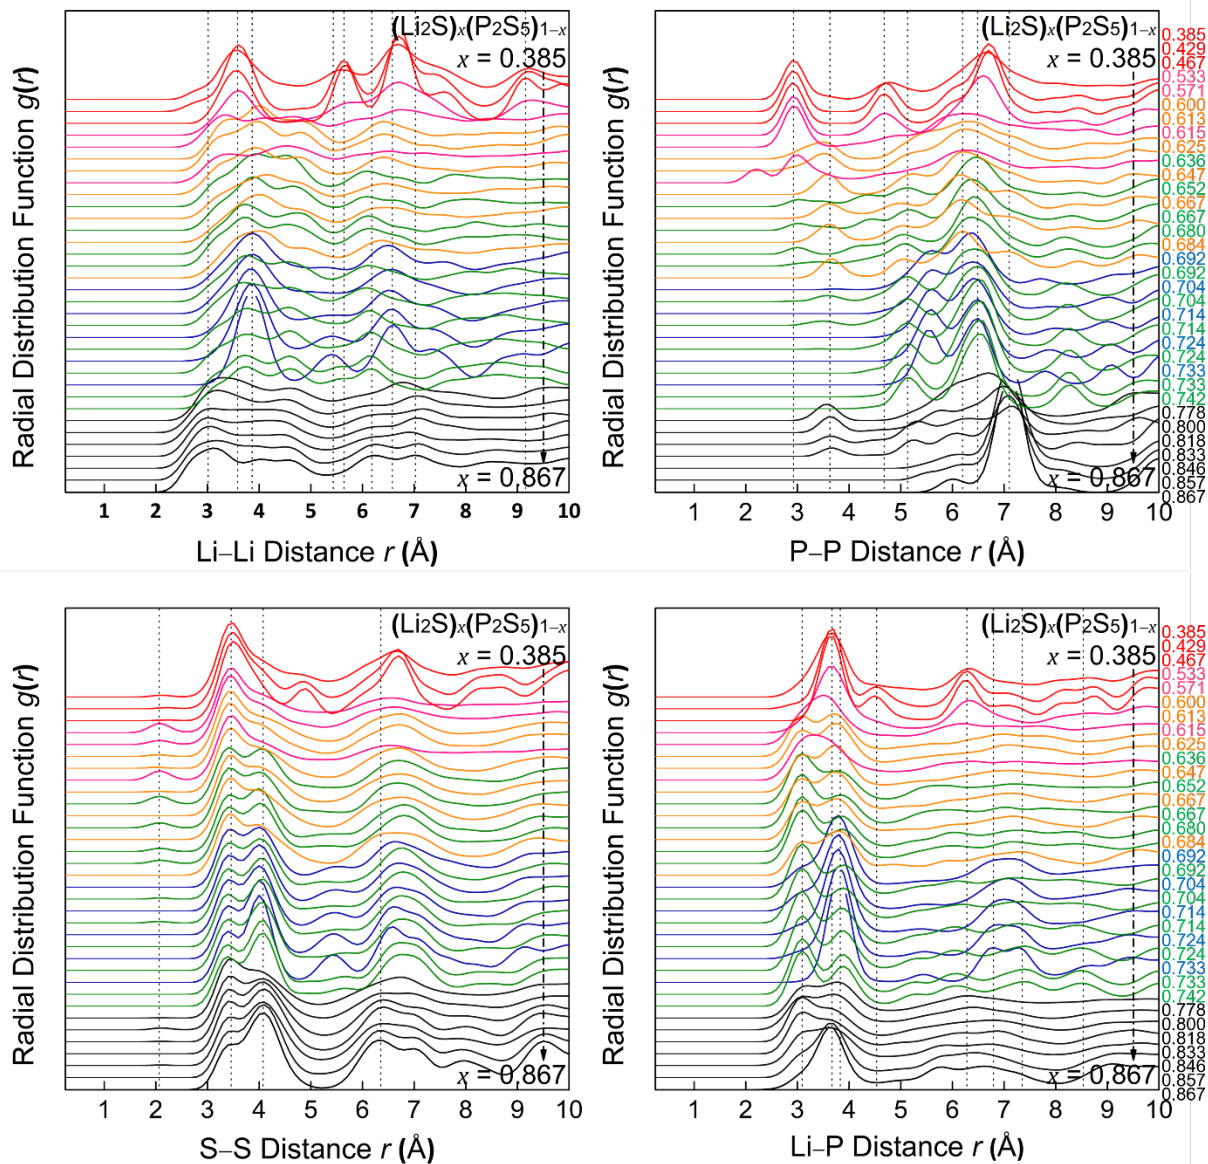 Radial Distribution Function g(r)
(Li2S)x(P2S5)1–x
x = 0.385
x = 0.867
1 2 3 4 5 6 7 8 9 10
Li–Li Distance r (Å)
Radial Distribution Function g(r)
(Li2S)x(P2S5)1–x
x = 0.385
x = 0.867
1 2 3 4 5 6 7 8 9 10
P–P Distance r (Å)
0.385
0.429
0.467
0.533
0.571
0.600
0.613
0.615
0.625
0.636
0.647
0.652
0.667
0.667
0.680
0.684
0.692
0.692
0.704
0.704
0.714
0.714
0.724
0.724
0.733
0.733
0.742
0.778
0.800
0.818
0.833
0.846
0.857
0.867
Radial Distribution Function g(r)
(Li2S)x(P2S5)1–x
x = 0.385
x = 0.867
1 2 3 4 5 6 7 8 9 10
S–S Distance r (Å)
Radial Distribution Function g(r)
(Li2S)x(P2S5)1–x
x = 0.385
x = 0.867
1 2 3 4 5 6 7 8 9 10
Li–P Distance r (Å)
0.385
0.429
0.467
0.533
0.571
0.600
0.613
0.615
0.625
0.636
0.647
0.652
0.667
0.667
0.680
0.684
0.692
0.692
0.704
0.704
0.714
0.714
0.724
0.724
0.733
0.733
0.742
0.778
0.800
0.818
0.833
0.846
0.857
0.867